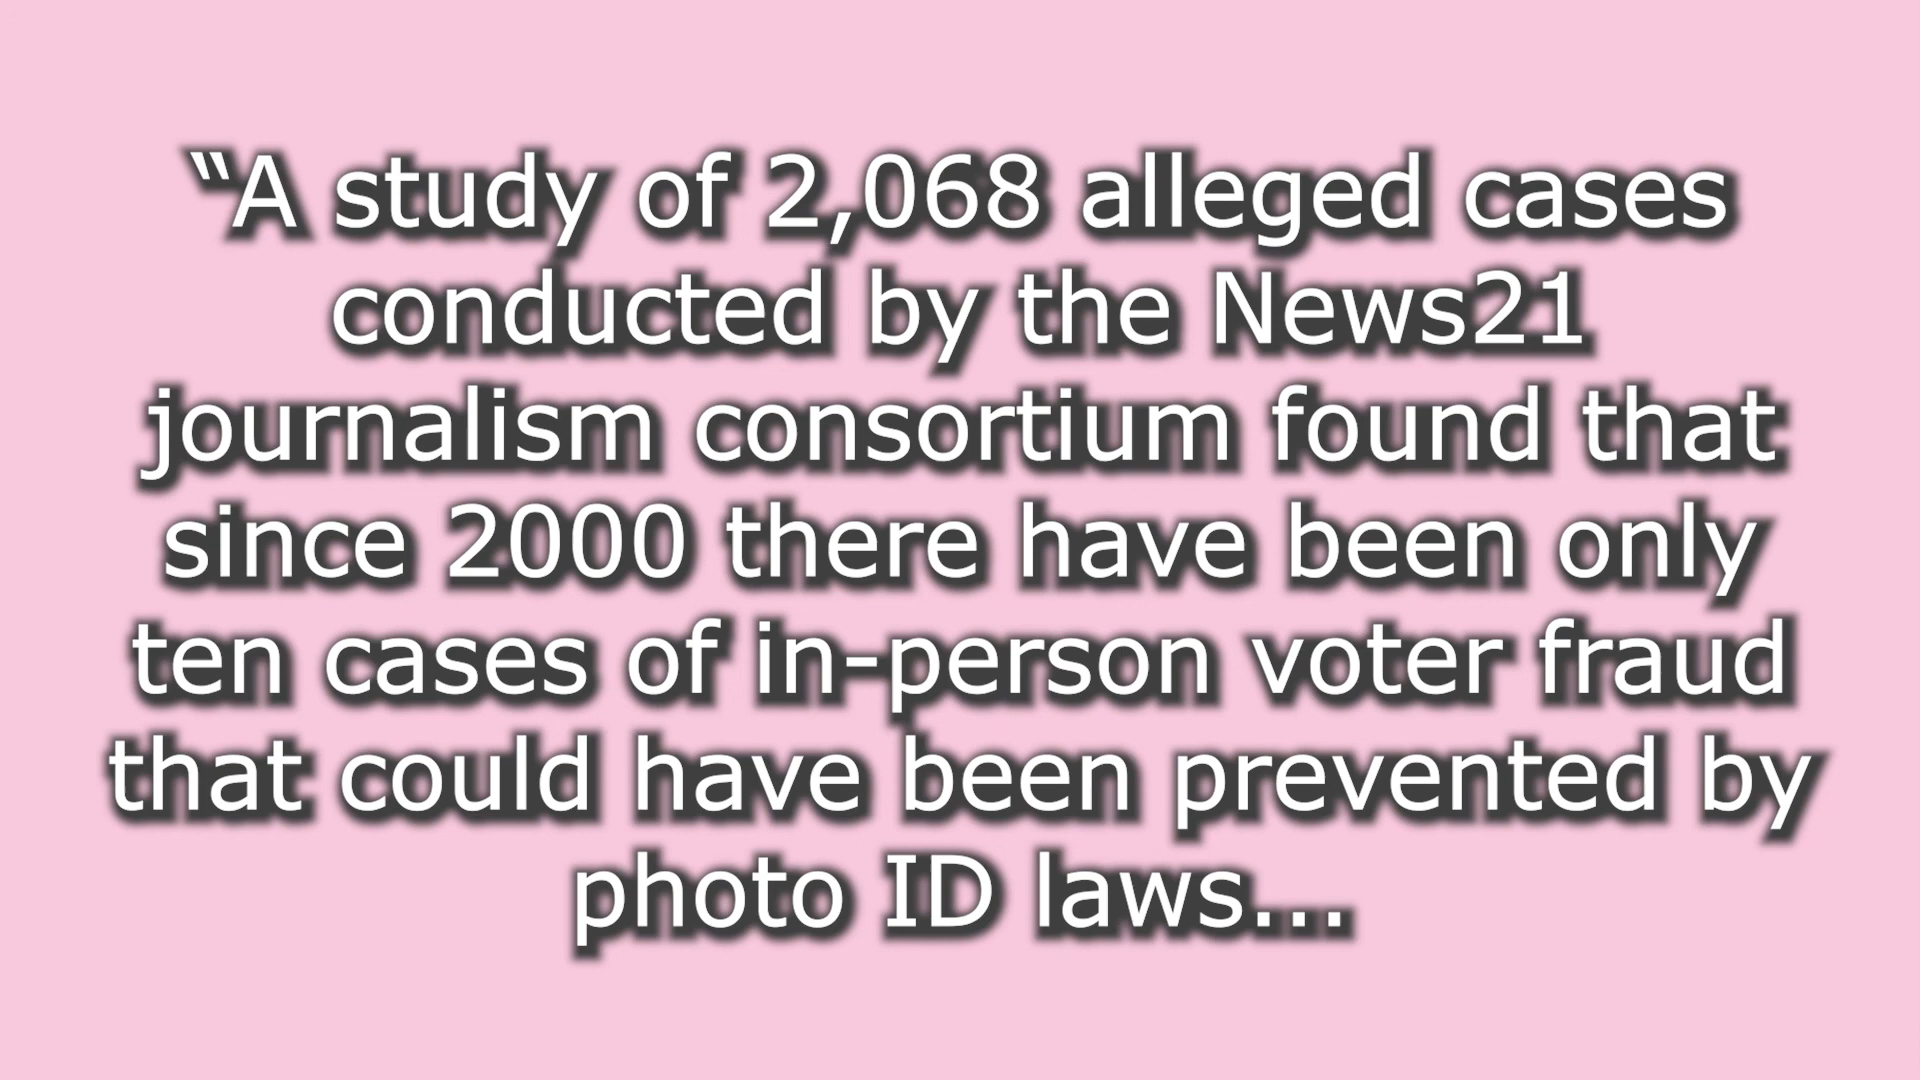 “A study of 2,068 alleged cases
conducted by the News21
journalism consortium found that
since 2000 there have been only
ten cases of in-person voter fraud
that could have been prevented by
photo ID laws...